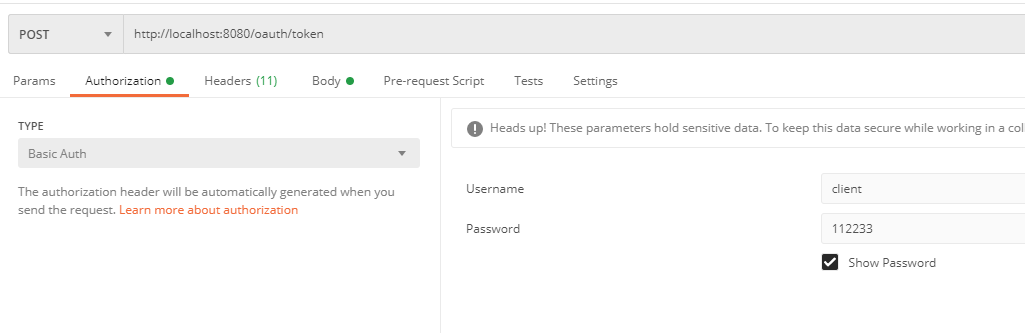 POST http://localhost:8080/oauth/token
Params Authorization Headers (11) Body Pre-request Script Tests Settings
TYPE
Basic Auth
The authorization header will be automatically generated when you
send the request. Learn more about authorization
Heads up! These parameters hold sensitive data. To keep this data secure while working in a col
Username client
Password 112233
Show Password